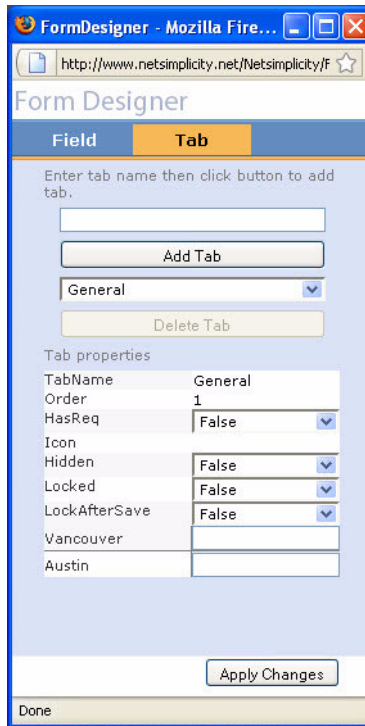 FormDesigner - Mozilla Fire...
http://www.netsimplicity.net/Netsimplicity/F
Form Designer
Field Tab
Enter tab name then click button to add
tab.
Add Tab
General
Delete Tab
Tab properties
TabName General
Order 1
HasReq False
Icon
Hidden False
Locked False
LockAfterSave False
Vancouver
Austin
Apply Changes
Done